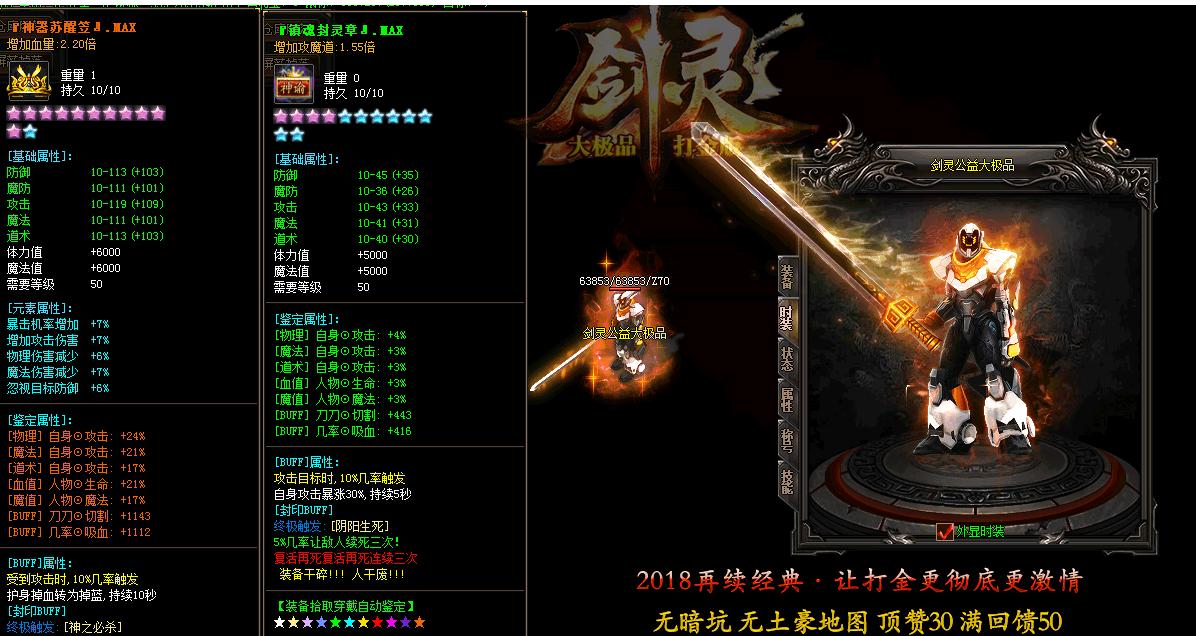 『神器苏醒笠』.MAX
增加血量:2.20倍
重量 1
持久 10/10
[基础属性]:
防御 10-113 (+103)
魔防 10-111 (+101)
攻击 10-119 (+109)
魔法 10-111 (+101)
道术 10-113 (+103)
体力值 +6000
魔法值 +6000
需要等级 50
[元素属性]:
暴击机率增加 +7%
增加攻击伤害 +7%
物理伤害减少 +6%
魔法伤害减少 +7%
忽视目标防御 +6%
[鉴定属性]:
[物理] 自身⊙攻击: +24%
[魔法] 自身⊙攻击: +21%
[道术] 自身⊙攻击: +17%
[血值] 人物⊙生命: +21%
[魔值] 人物⊙魔法: +17%
[BUFF] 刀刀⊙切割: +1143
[BUFF] 几率⊙吸血: +1112
[BUFF]属性:
受到攻击时,10%几率触发
护身掉血转为掉蓝,持续10秒
[封印BUFF]
终极触发: [神之必杀]
『镇魂封灵章』.MAX
增加攻魔道:1.55倍
重量 0
持久 10/10
[基础属性]:
防御 10-45 (+35)
魔防 10-36 (+26)
攻击 10-43 (+33)
魔法 10-41 (+31)
道术 10-40 (+30)
体力值 +5000
魔法值 +5000
需要等级 50
[鉴定属性]:
[物理] 自身⊙攻击: +4%
[魔法] 自身⊙攻击: +3%
[道术] 自身⊙攻击: +3%
[血值] 人物⊙生命: +3%
[魔值] 人物⊙魔法: +3%
[BUFF] 刀刀⊙切割: +443
[BUFF] 几率⊙吸血: +416
[BUFF]属性:
攻击目标时,10%几率触发
自身攻击暴涨30%,持续5秒
[封印BUFF]
终极触发: [阴阳生死]
5%几率让敌人续死三次!
复活再死复活再死连续三次
装备干碎!!! 人干废!!!
【装备拾取穿戴自动鉴定】
剑灵
大极品 打金版
63853/63853/Z70
剑灵公益大极品
剑灵公益大极品
装备
时装
状态
属性
称号
技能
外显时装
2018再续经典·让打金更彻底更激情
无暗坑 无土豪地图 顶赞30 满回馈50